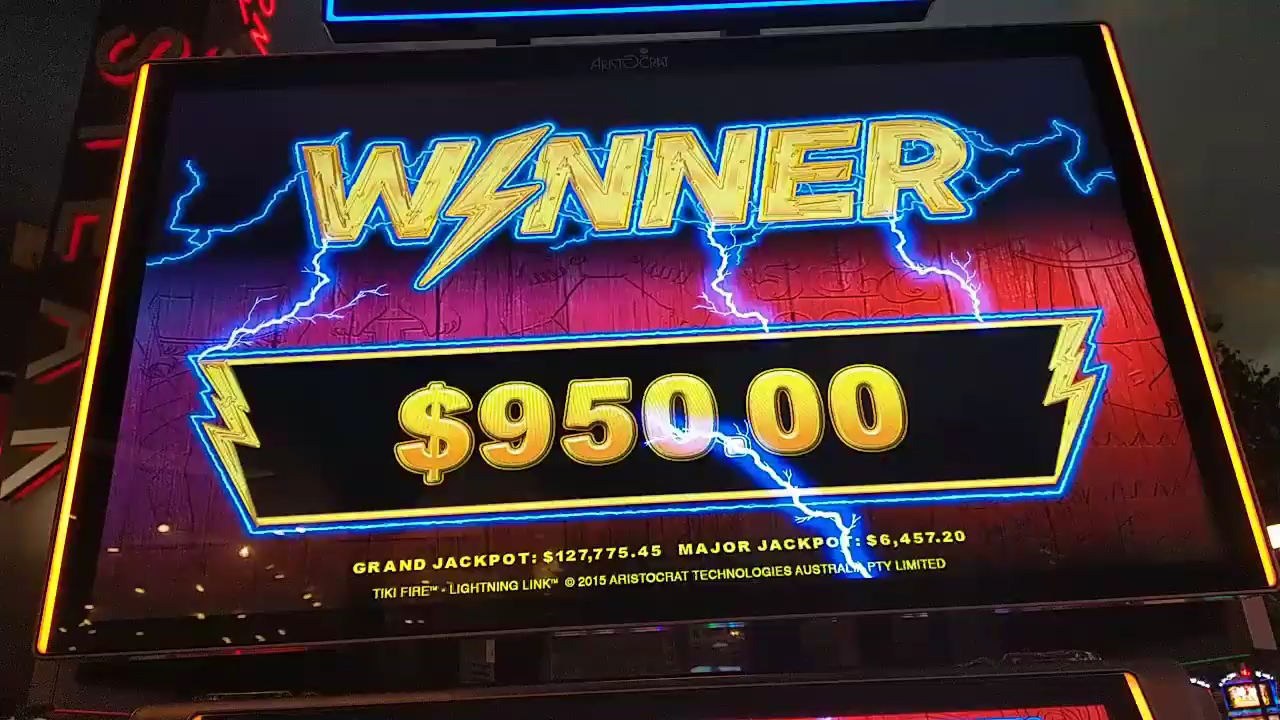 ARISTOCRAT
WINNER
$950.00
GRAND JACKPOT: $127,775.45 MAJOR JACKPOT: $6,457.20
TIKI FIRE™ - LIGHTNING LINK™ © 2015 ARISTOCRAT TECHNOLOGIES AUSTRALIA PTY LIMITED